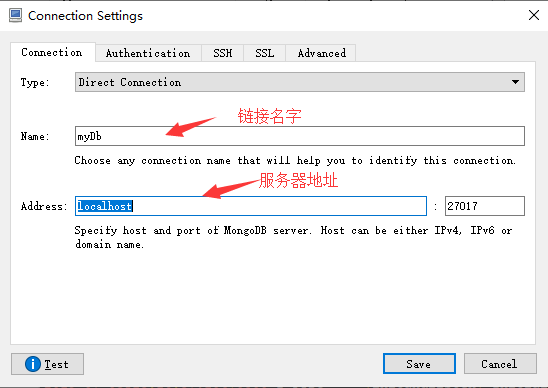 Connection Settings
Connection Authentication SSH SSL Advanced
Type: Direct Connection
链接名字
Name: myDb
Choose any connection name that will help you to identify this connection.
服务器地址
Address: localhost : 27017
Specify host and port of MongoDB server. Host can be either IPv4, IPv6 or
domain name.
Test Save Cancel